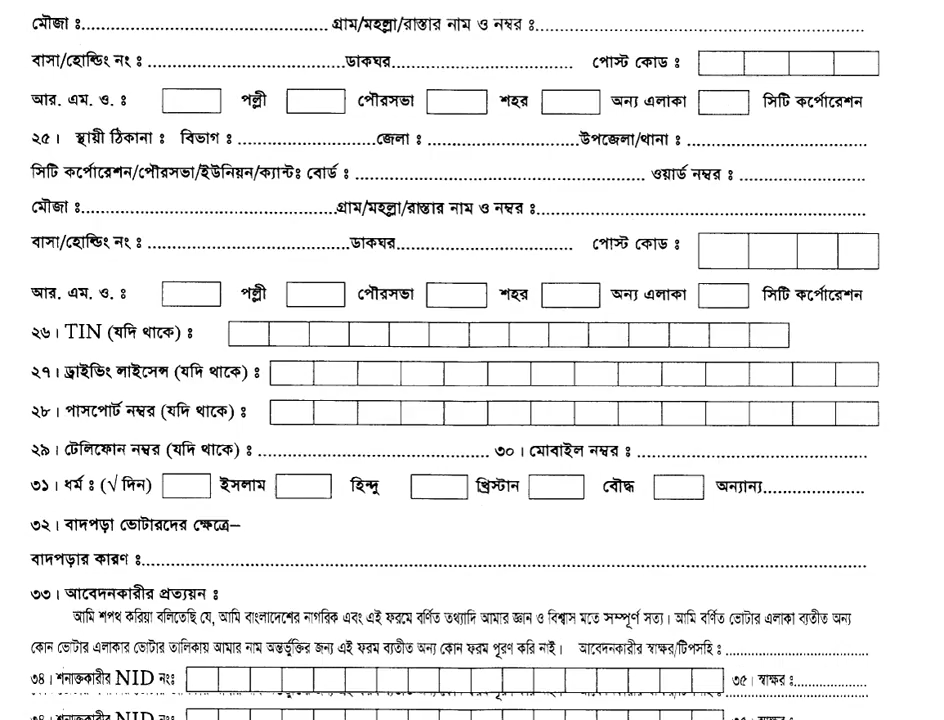 মৌজা ঃ........................................ গ্রাম/মহল্লা/রাস্তার নাম ও নম্বর ঃ........................................
বাসা/হোল্ডিং নং ঃ ................................ডাকঘর............................ পোস্ট কোড ঃ
আর. এম. ও. ঃ পল্লী পৌরসভা শহর অন্য এলাকা সিটি কর্পোরেশন
২৫। স্থায়ী ঠিকানা ঃ বিভাগ ঃ ........................জেলা ঃ ..........................উপজেলা/থানা ঃ ..............................
সিটি কর্পোরেশন/পৌরসভা/ইউনিয়ন/ক্যান্টঃ বোর্ড ঃ ................................................ ওয়ার্ড নম্বর ঃ .....................
মৌজা ঃ..........................................গ্রাম/মহল্লা/রাস্তার নাম ও নম্বর ঃ........................................
বাসা/হোল্ডিং নং ঃ ................................ডাকঘর............................ পোস্ট কোড ঃ
আর. এম. ও. ঃ পল্লী পৌরসভা শহর অন্য এলাকা সিটি কর্পোরেশন
২৬। TIN (যদি থাকে) ঃ
২৭। ড্রাইভিং লাইসেন্স (যদি থাকে) ঃ
২৮। পাসপোর্ট নম্বর (যদি থাকে) ঃ
২৯। টেলিফোন নম্বর (যদি থাকে) ঃ ...................................... ৩০। মোবাইল নম্বর ঃ ......................................
৩১। ধর্ম ঃ (√ দিন) ইসলাম হিন্দু খ্রিস্টান বৌদ্ধ অন্যান্য.................
৩২। বাদপড়া ভোটারদের ক্ষেত্রে–
বাদপড়ার কারণ ঃ................................................................................
৩৩। আবেদনকারীর প্রত্যয়ন ঃ
আমি শপথ করিয়া বলিতেছি যে, আমি বাংলাদেশের নাগরিক এবং এই ফরমে বর্ণিত তথ্যাদি আমার জ্ঞান ও বিশ্বাস মতে সম্পূর্ণ সত্য। আমি বর্ণিত ভোটার এলাকা ব্যতীত অন্য
কোন ভোটার এলাকার ভোটার তালিকায় আমার নাম অন্তর্ভুক্তির জন্য এই ফরম ব্যতীত অন্য কোন ফরম পূরণ করি নাই। আবেদনকারীর স্বাক্ষর/টিপসহি ঃ ........................
৩৪। শনাক্তকারীর NID নংঃ ৩৫। স্বাক্ষর ঃ..................
৩৪। শনাক্তকারীর NID নংঃ